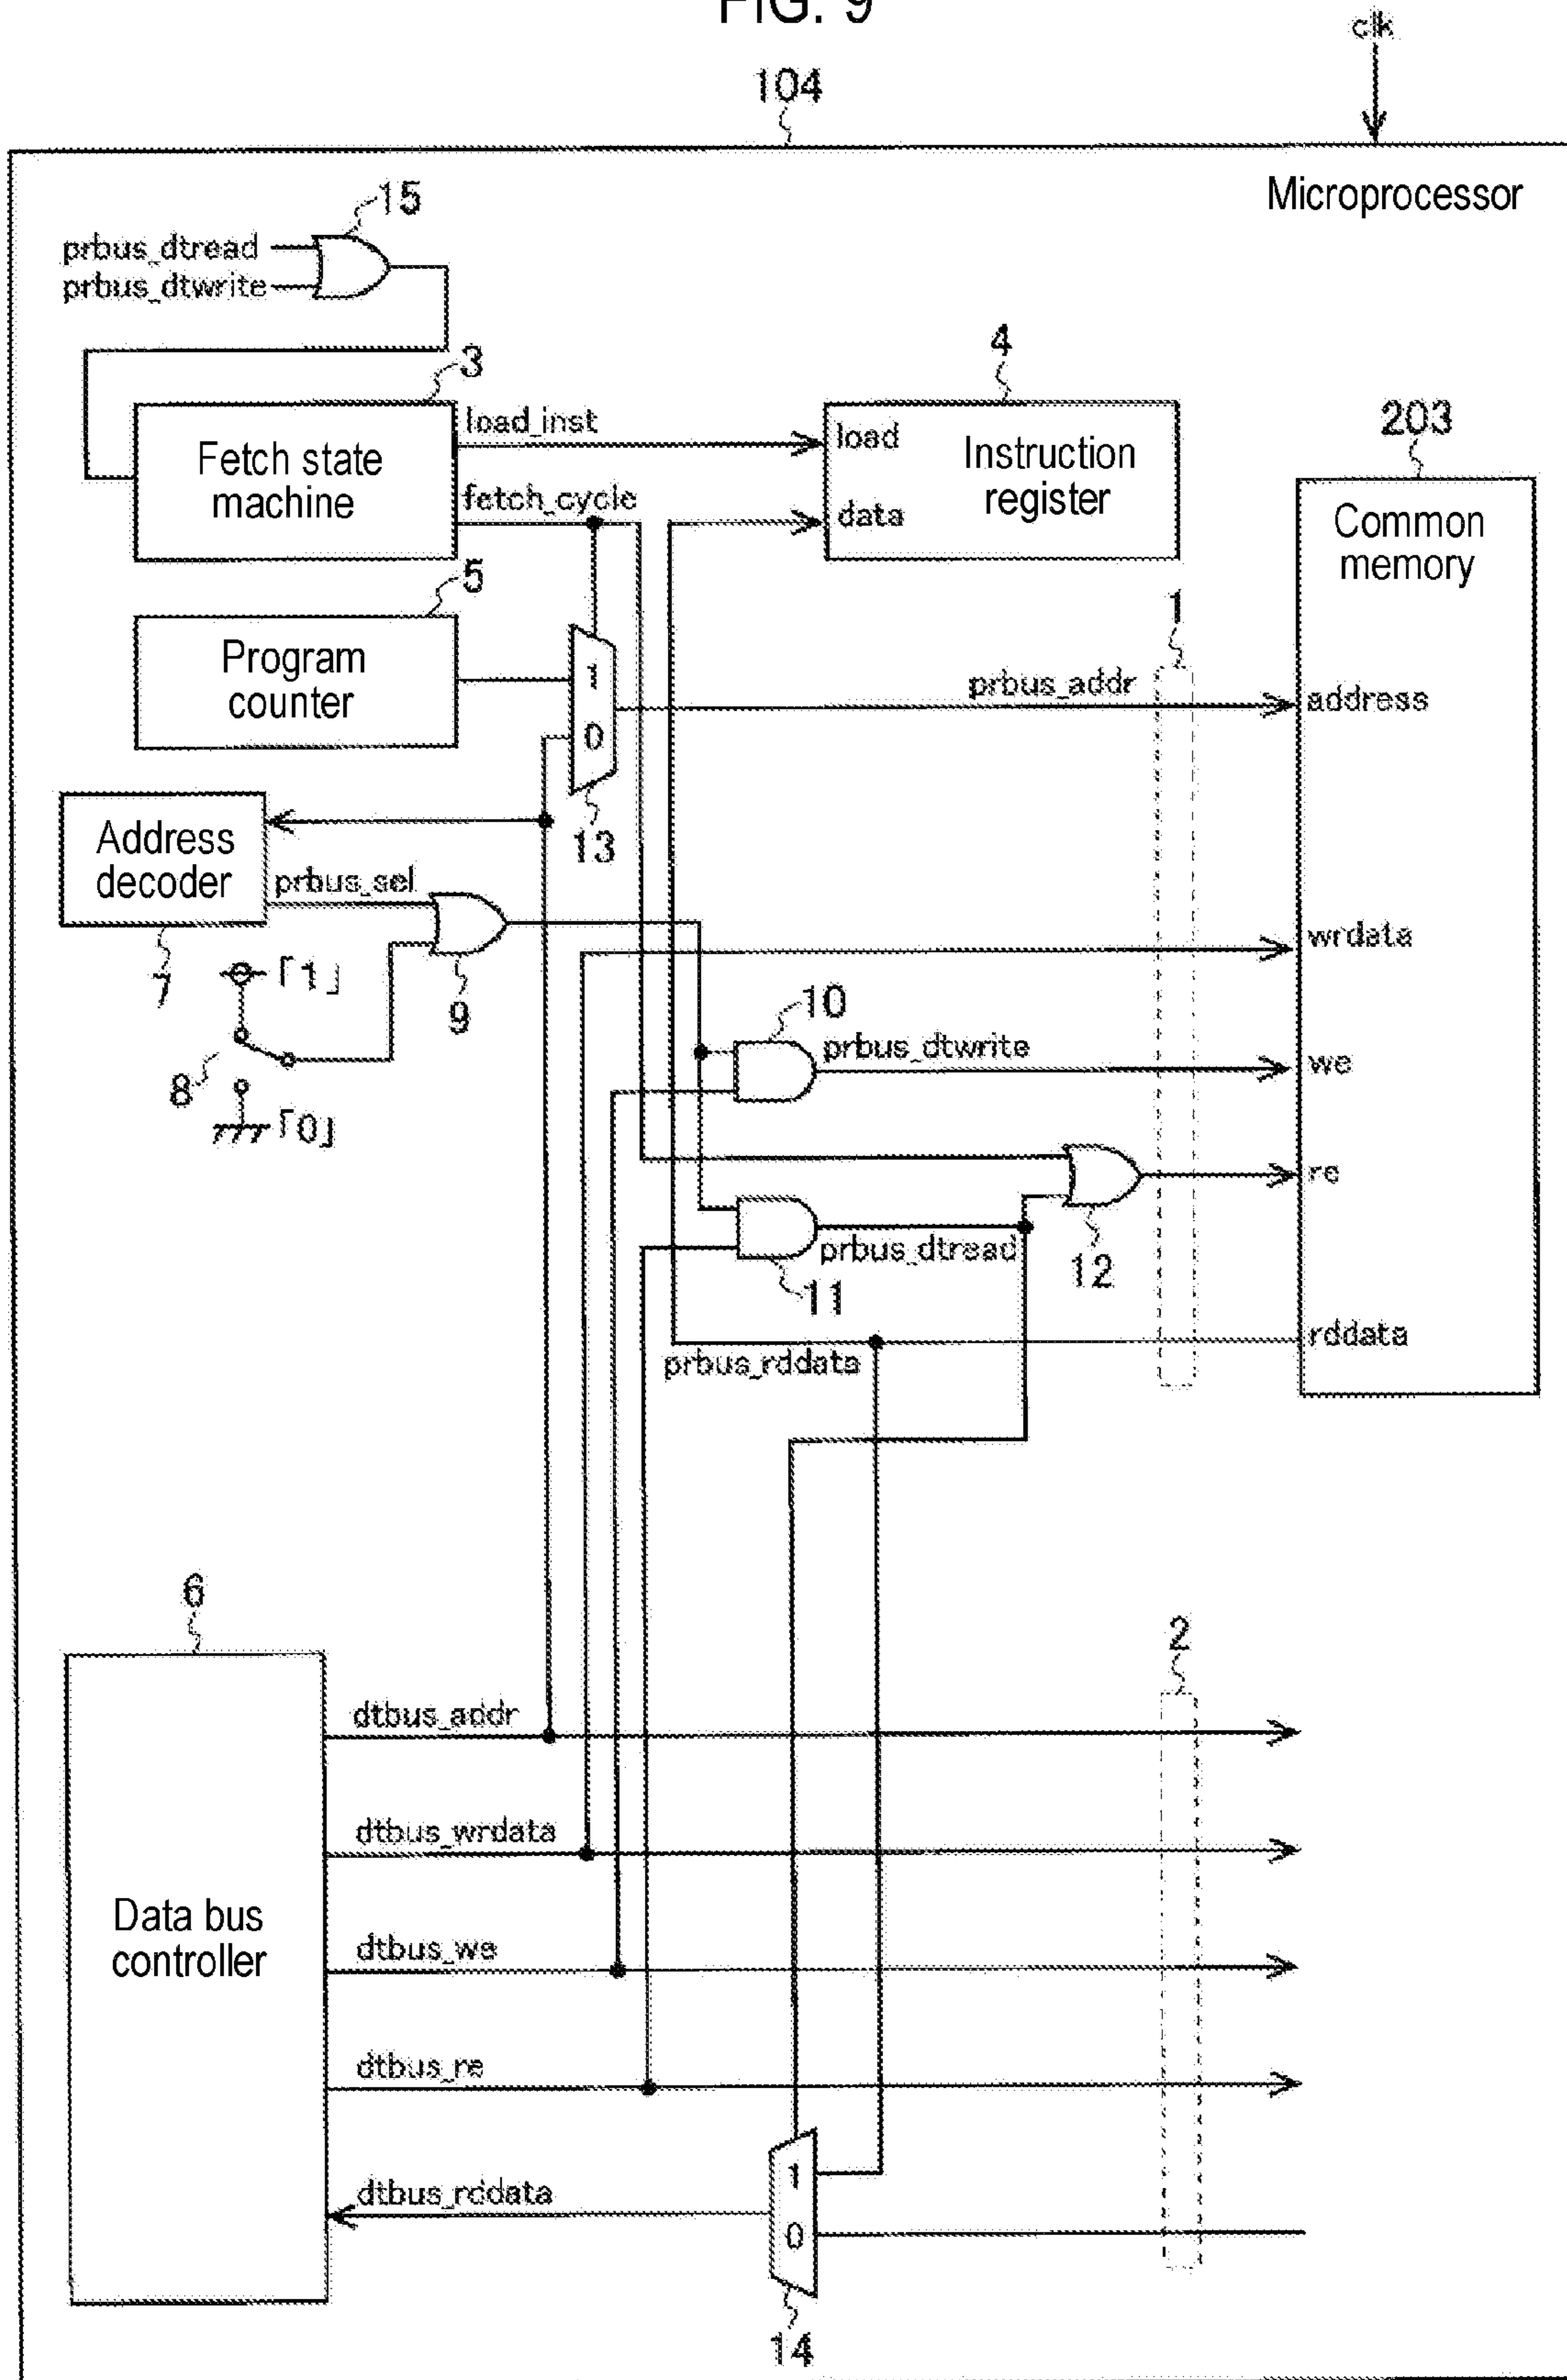 FIG. 9
clk
104
Microprocessor
15
prbus_dtread
prbus_dtwrite
3
4
203
load_inst
load
Fetch state
machine
Instruction
register
fetch_cycle
data
Common
memory
5
1
Program
counter
1
prbus_addr
address
0
Address
decoder
13
prbus_sel
wrdata
7
「1」
9
10
prbus_dtwrite
we
8
「0」
re
prbus_dtread
12
11
rddata
prbus_rddata
6
2
dtbus_addr
dtbus_wrdata
Data bus
controller
dtbus_we
dtbus_re
1
dtbus_rddata
0
14